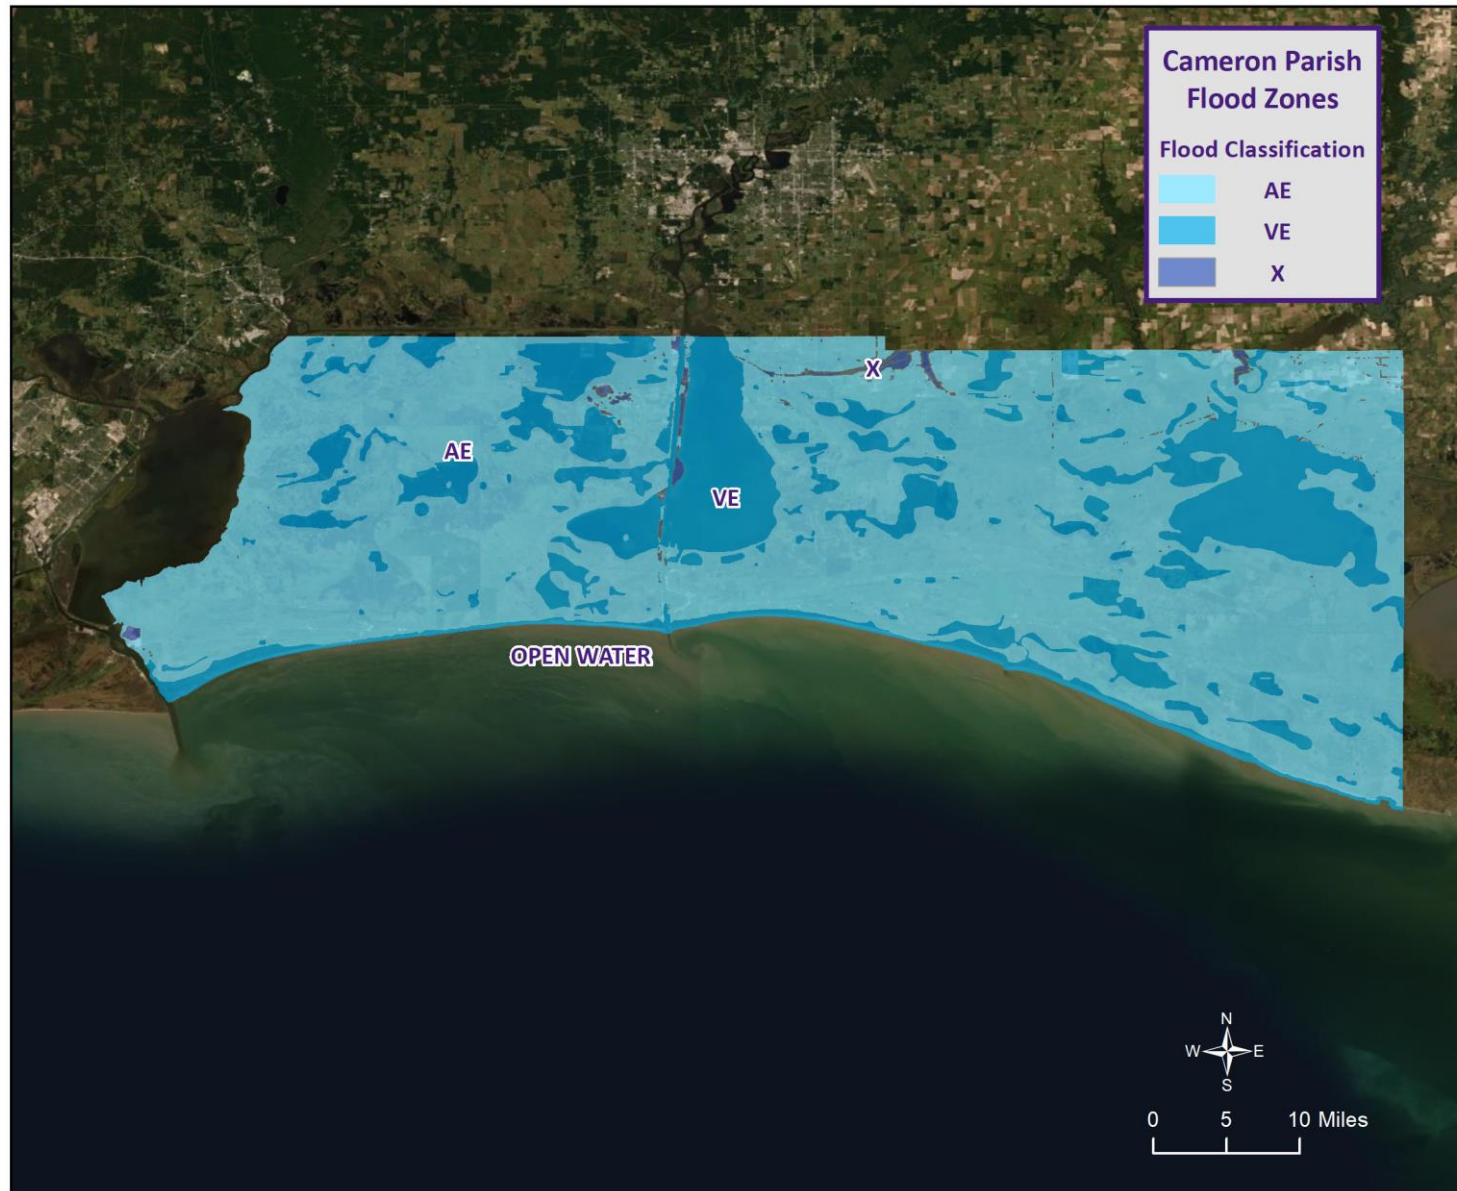 Cameron Parish
Flood Zones
Flood Classification
AE
VE
X
X
AE
VE
OPEN WATER
N
W E
S
0 5 10 Miles